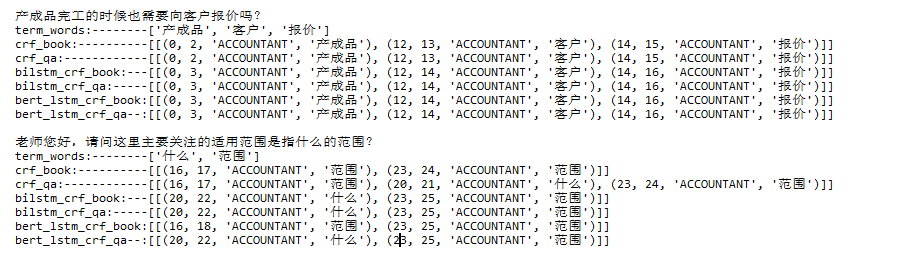 产成品完工的时候也需要向客户报价吗?
term_words:--------['产成品', '客户', '报价']
crf_book:----------[[(0, 2, 'ACCOUNTANT', '产成品'), (12, 13, 'ACCOUNTANT', '客户'), (14, 15, 'ACCOUNTANT', '报价')]]
crf_qa:------------[[(0, 2, 'ACCOUNTANT', '产成品'), (12, 13, 'ACCOUNTANT', '客户'), (14, 15, 'ACCOUNTANT', '报价')]]
bilstm_crf_book:---[[(0, 3, 'ACCOUNTANT', '产成品'), (12, 14, 'ACCOUNTANT', '客户'), (14, 16, 'ACCOUNTANT', '报价')]]
bilstm_crf_qa:-----[[(0, 3, 'ACCOUNTANT', '产成品'), (12, 14, 'ACCOUNTANT', '客户'), (14, 16, 'ACCOUNTANT', '报价')]]
bert_lstm_crf_book:[[(0, 3, 'ACCOUNTANT', '产成品'), (12, 14, 'ACCOUNTANT', '客户'), (14, 16, 'ACCOUNTANT', '报价')]]
bert_lstm_crf_qa--:[[(0, 3, 'ACCOUNTANT', '产成品'), (12, 14, 'ACCOUNTANT', '客户'), (14, 16, 'ACCOUNTANT', '报价')]]
老师您好，请问这里主要关注的适用范围是指什么的范围?
term_words:--------['什么', '范围']
crf_book:----------[[(16, 17, 'ACCOUNTANT', '范围'), (23, 24, 'ACCOUNTANT', '范围')]]
crf_qa:------------[[(16, 17, 'ACCOUNTANT', '范围'), (20, 21, 'ACCOUNTANT', '什么'), (23, 24, 'ACCOUNTANT', '范围')]]
bilstm_crf_book:---[[(20, 22, 'ACCOUNTANT', '什么'), (23, 25, 'ACCOUNTANT', '范围')]]
bilstm_crf_qa:-----[[(20, 22, 'ACCOUNTANT', '什么'), (23, 25, 'ACCOUNTANT', '范围')]]
bert_lstm_crf_book:[[(16, 18, 'ACCOUNTANT', '范围'), (23, 25, 'ACCOUNTANT', '范围')]]
bert_lstm_crf_qa--:[[(20, 22, 'ACCOUNTANT', '什么'), (23, 25, 'ACCOUNTANT', '范围')]]